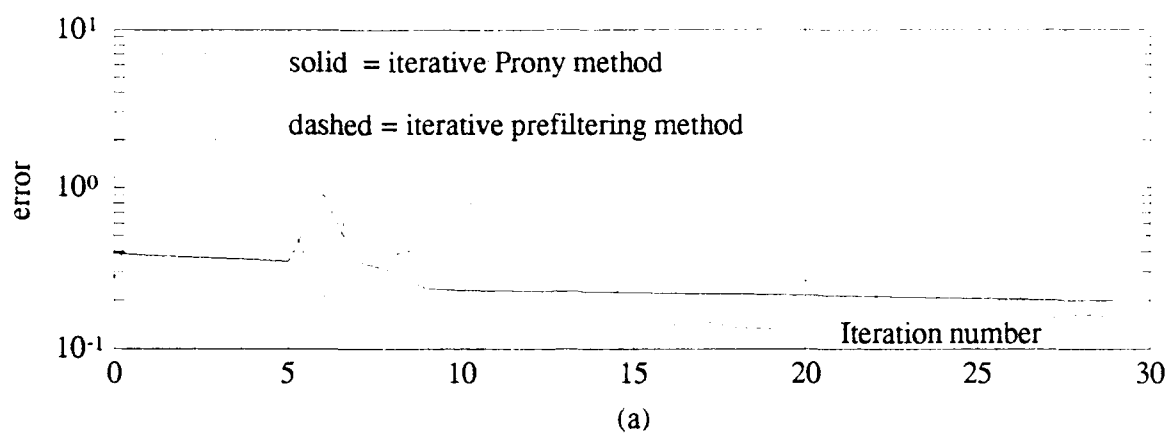 10¹
solid = iterative Prony method
dashed = iterative prefiltering method
10⁰
error
Iteration number
10⁻¹
0 5 10 15 20 25 30
(a)